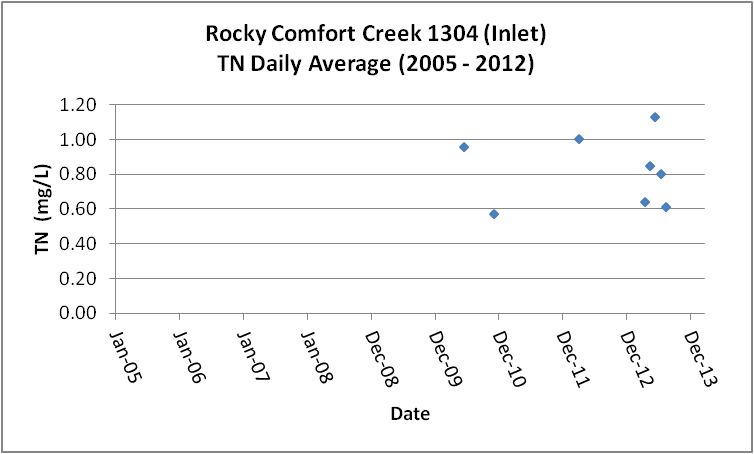 Rocky Comfort Creek 1304 (Inlet)
TN Daily Average (2005 - 2012)
1.20
1.00
0.80
0.60
0.40
0.20
0.00
TN (mg/L)
Jan-05
Jan-06
Jan-07
Jan-08
Dec-08
Dec-09
Dec-10
Dec-11
Dec-12
Dec-13
Date